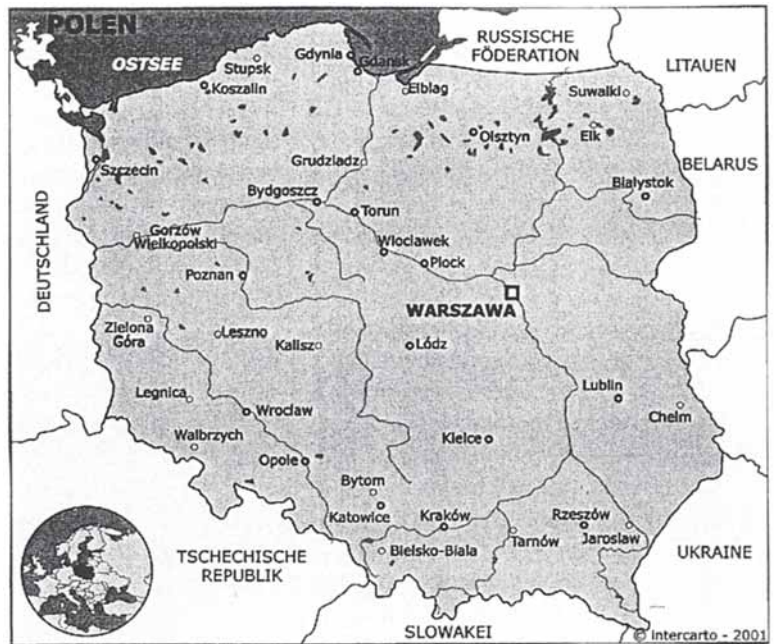 POLEN
OSTSEE
RUSSISCHE
FÖDERATION
LITAUEN
BELARUS
DEUTSCHLAND
UKRAINE
TSCHECHISCHE
REPUBLIK
SLOWAKEI
Gdynia
Gdansk
Stupsk
Koszalin
Elblag
Suwalki
Elk
Olsztyn
Szczecin
Grudziadz
Bialystok
Bydgoszcz
Torun
Gorzów
Wielkopolski
Wloclawek
Plock
Poznan
WARSZAWA
Zielona
Góra
Leszno
Kalisz
Lódz
Lublin
Chelm
Legnica
Wroclaw
Kielce
Walbrzych
Opole
Bytom
Katowice
Kraków
Rzeszów
Tarnów
Jaroslaw
Bielsko-Biala
© intercarto - 2001